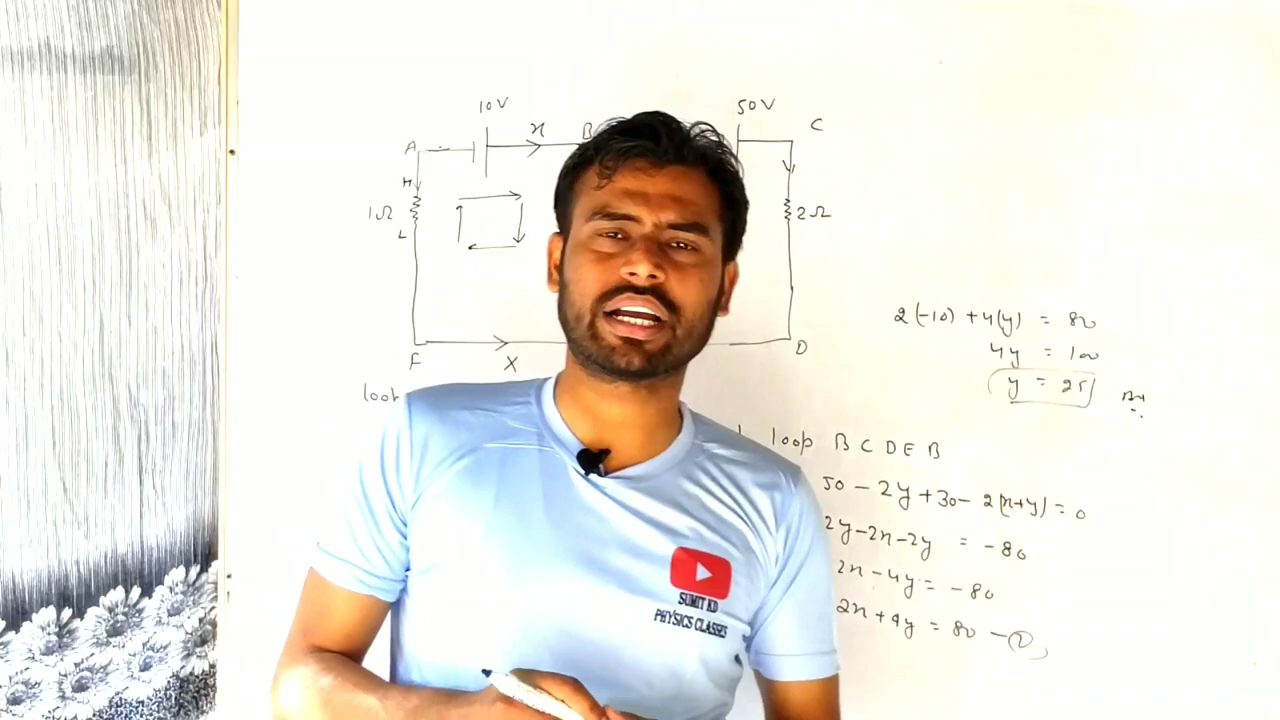 10V
50V
A
x
B
C
H
1Ω
L
2Ω
F
X
D
2(-10) + 4(y) = 80
4y = 100
y = 25
loop
loop B C D E B
50 - 2y + 30 - 2(x+y) = 0
2y - 2x - 2y = -80
2x - 4y = -80
2x + 4y = 80 - (2)
SUMIT KD
PHYSICS CLASSES